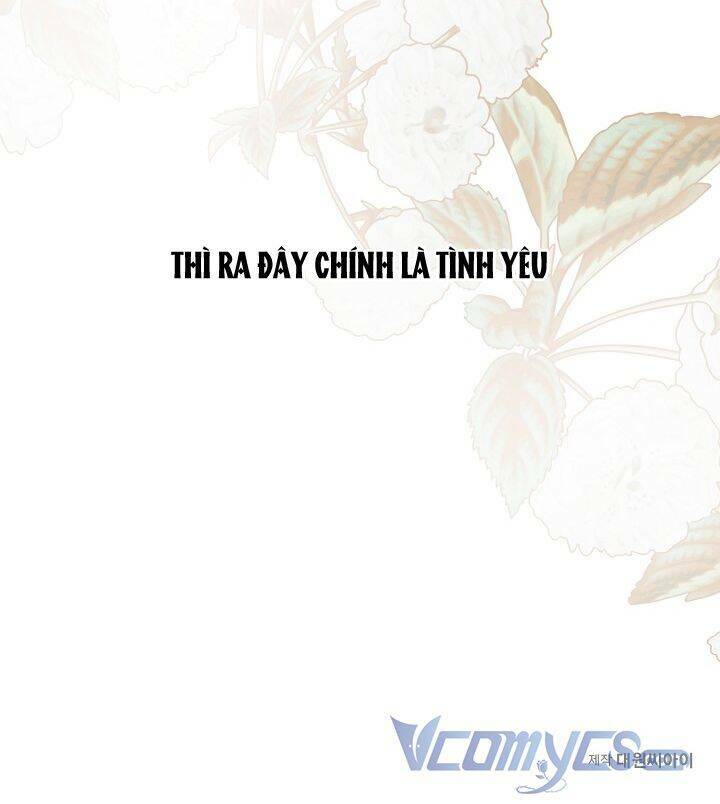 THÌ RA ĐÂY CHÍNH LÀ TÌNH YÊU
VCOMYCS
제작 대원씨아이